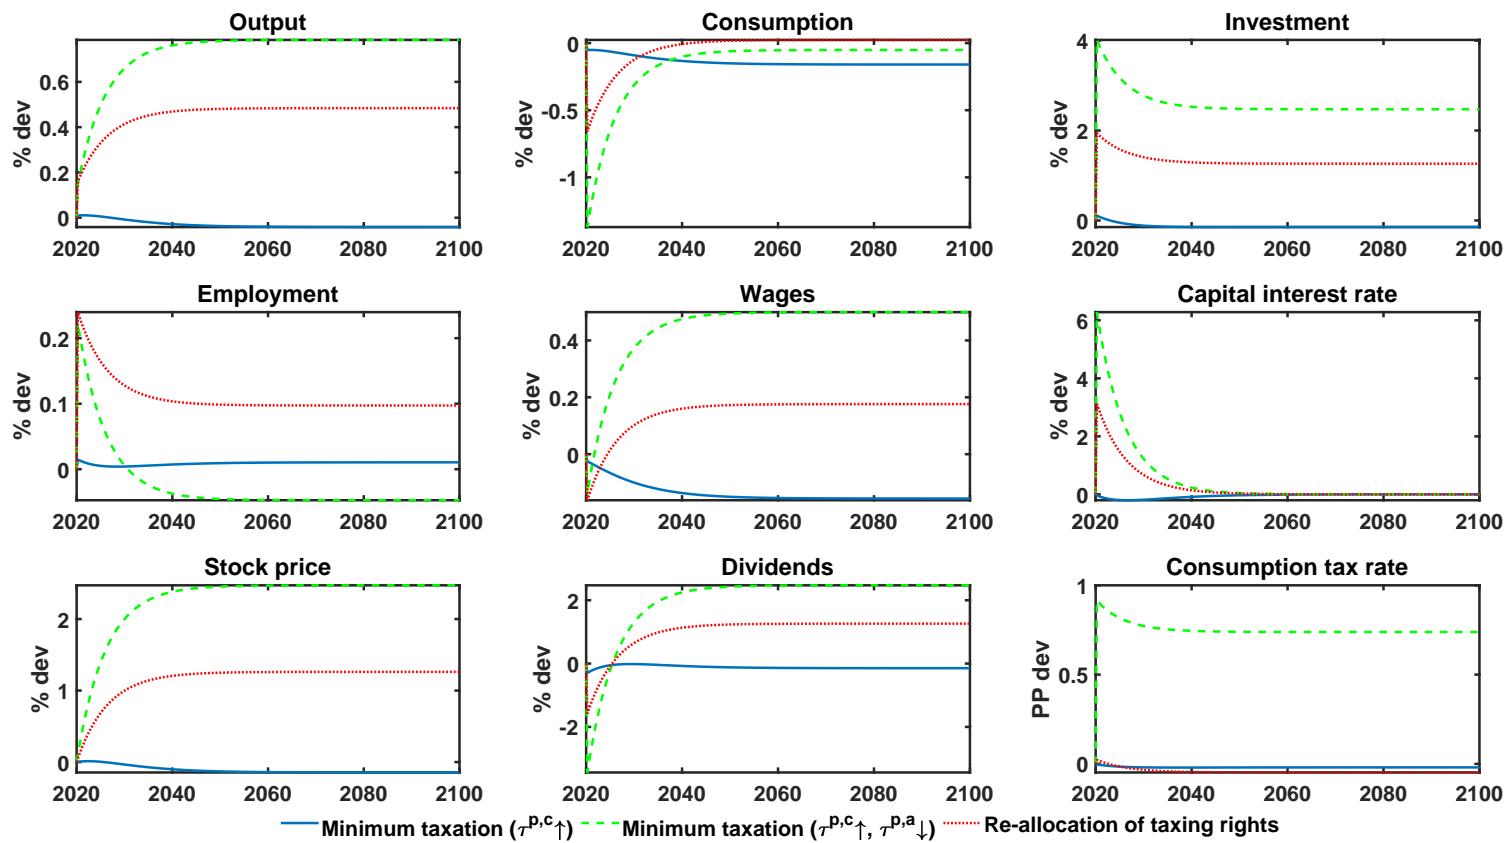 Output
% dev
0.6
0.4
0.2
0
2020 2040 2060 2080 2100
Consumption
% dev
0
-0.5
-1
2020 2040 2060 2080 2100
Investment
% dev
4
2
0
2020 2040 2060 2080 2100
Employment
% dev
0.2
0.1
0
2020 2040 2060 2080 2100
Wages
% dev
0.4
0.2
0
2020 2040 2060 2080 2100
Capital interest rate
% dev
6
4
2
0
2020 2040 2060 2080 2100
Stock price
% dev
2
1
0
2020 2040 2060 2080 2100
Dividends
% dev
2
0
-2
2020 2040 2060 2080 2100
Consumption tax rate
PP dev
1
0.5
0
2020 2040 2060 2080 2100
Minimum taxation (τ^p,c↑) Minimum taxation (τ^p,c↑, τ^p,a↓) Re-allocation of taxing rights